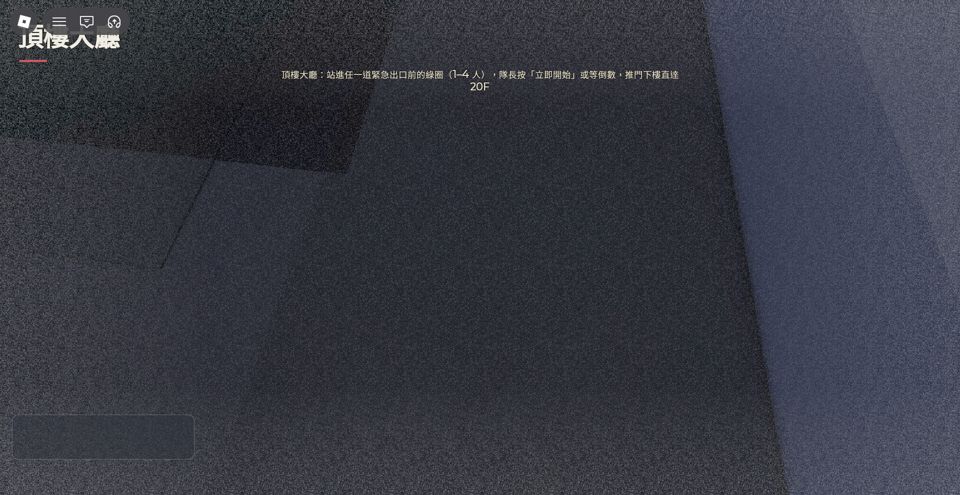 頂樓大廳
頂樓大廳：站進任一道緊急出口前的綠圈（1–4 人），隊長按「立即開始」或等倒數，推門下樓直達
20F